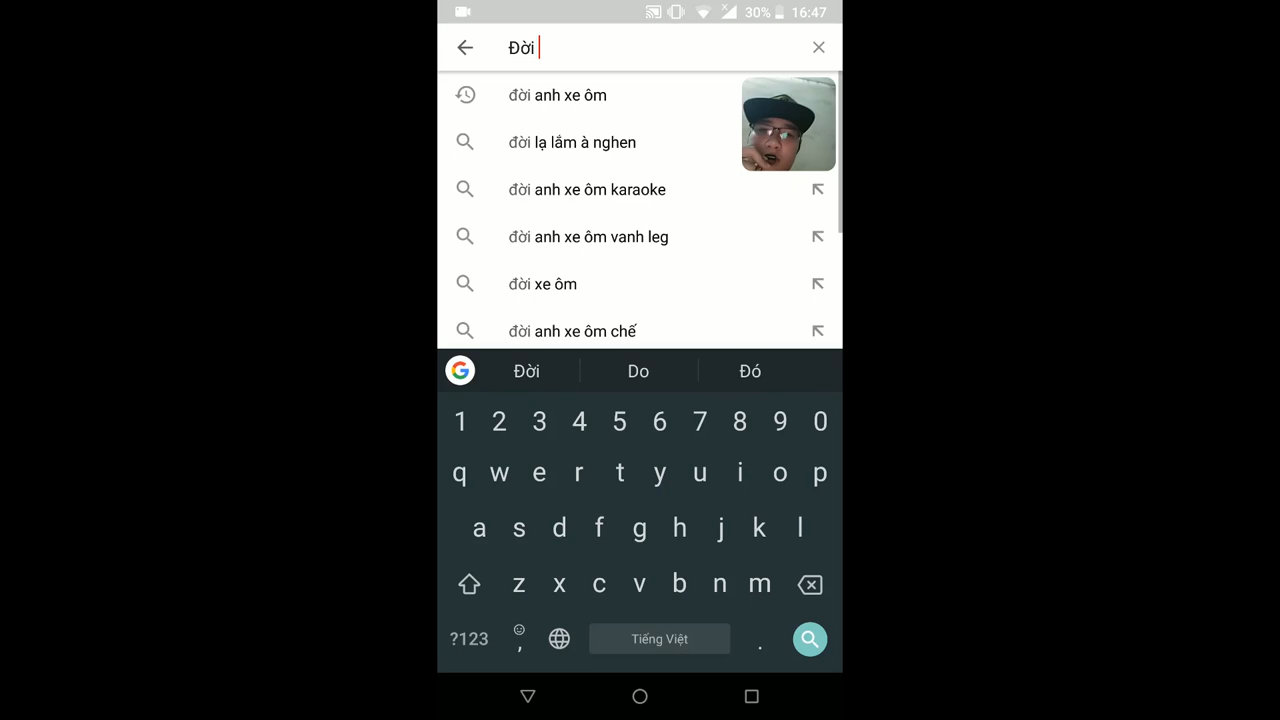 30% 16:47
Đời
đời anh xe ôm
đời lạ lắm à nghen
đời anh xe ôm karaoke
đời anh xe ôm vanh leg
đời xe ôm
đời anh xe ôm chế
G Đời Do Đó
1 2 3 4 5 6 7 8 9 0
q w e r t y u i o p
a s d f g h j k l
z x c v b n m
?123 , Tiếng Việt .